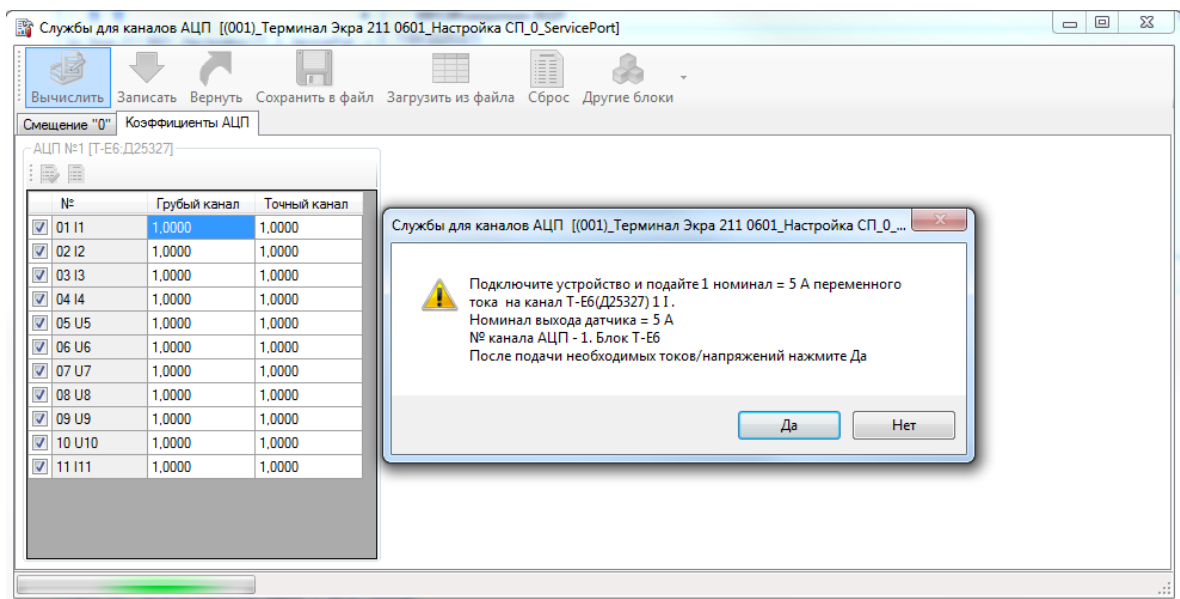 Службы для каналов АЦП [(001)_Терминал Экра 211 0601_Настройка СП_0_ServicePort]
Вычислить Записать Вернуть Сохранить в файл Загрузить из файла Сброс Другие блоки
Смещение "0" Коэффициенты АЦП
АЦП №1 [Т-Е6:Д25327]
№ Грубый канал Точный канал
01 I1 1,0000 1,0000
02 I2 1,0000 1,0000
03 I3 1,0000 1,0000
04 I4 1,0000 1,0000
05 U5 1,0000 1,0000
06 U6 1,0000 1,0000
07 U7 1,0000 1,0000
08 U8 1,0000 1,0000
09 U9 1,0000 1,0000
10 U10 1,0000 1,0000
11 I11 1,0000 1,0000
Службы для каналов АЦП [(001)_Терминал Экра 211 0601_Настройка СП_0_...
Подключите устройство и подайте 1 номинал = 5 А переменного
тока на канал Т-Е6(Д25327) 1 I .
Номинал выхода датчика = 5 А
№ канала АЦП - 1. Блок Т-Е6
После подачи необходимых токов/напряжений нажмите Да
Да Нет